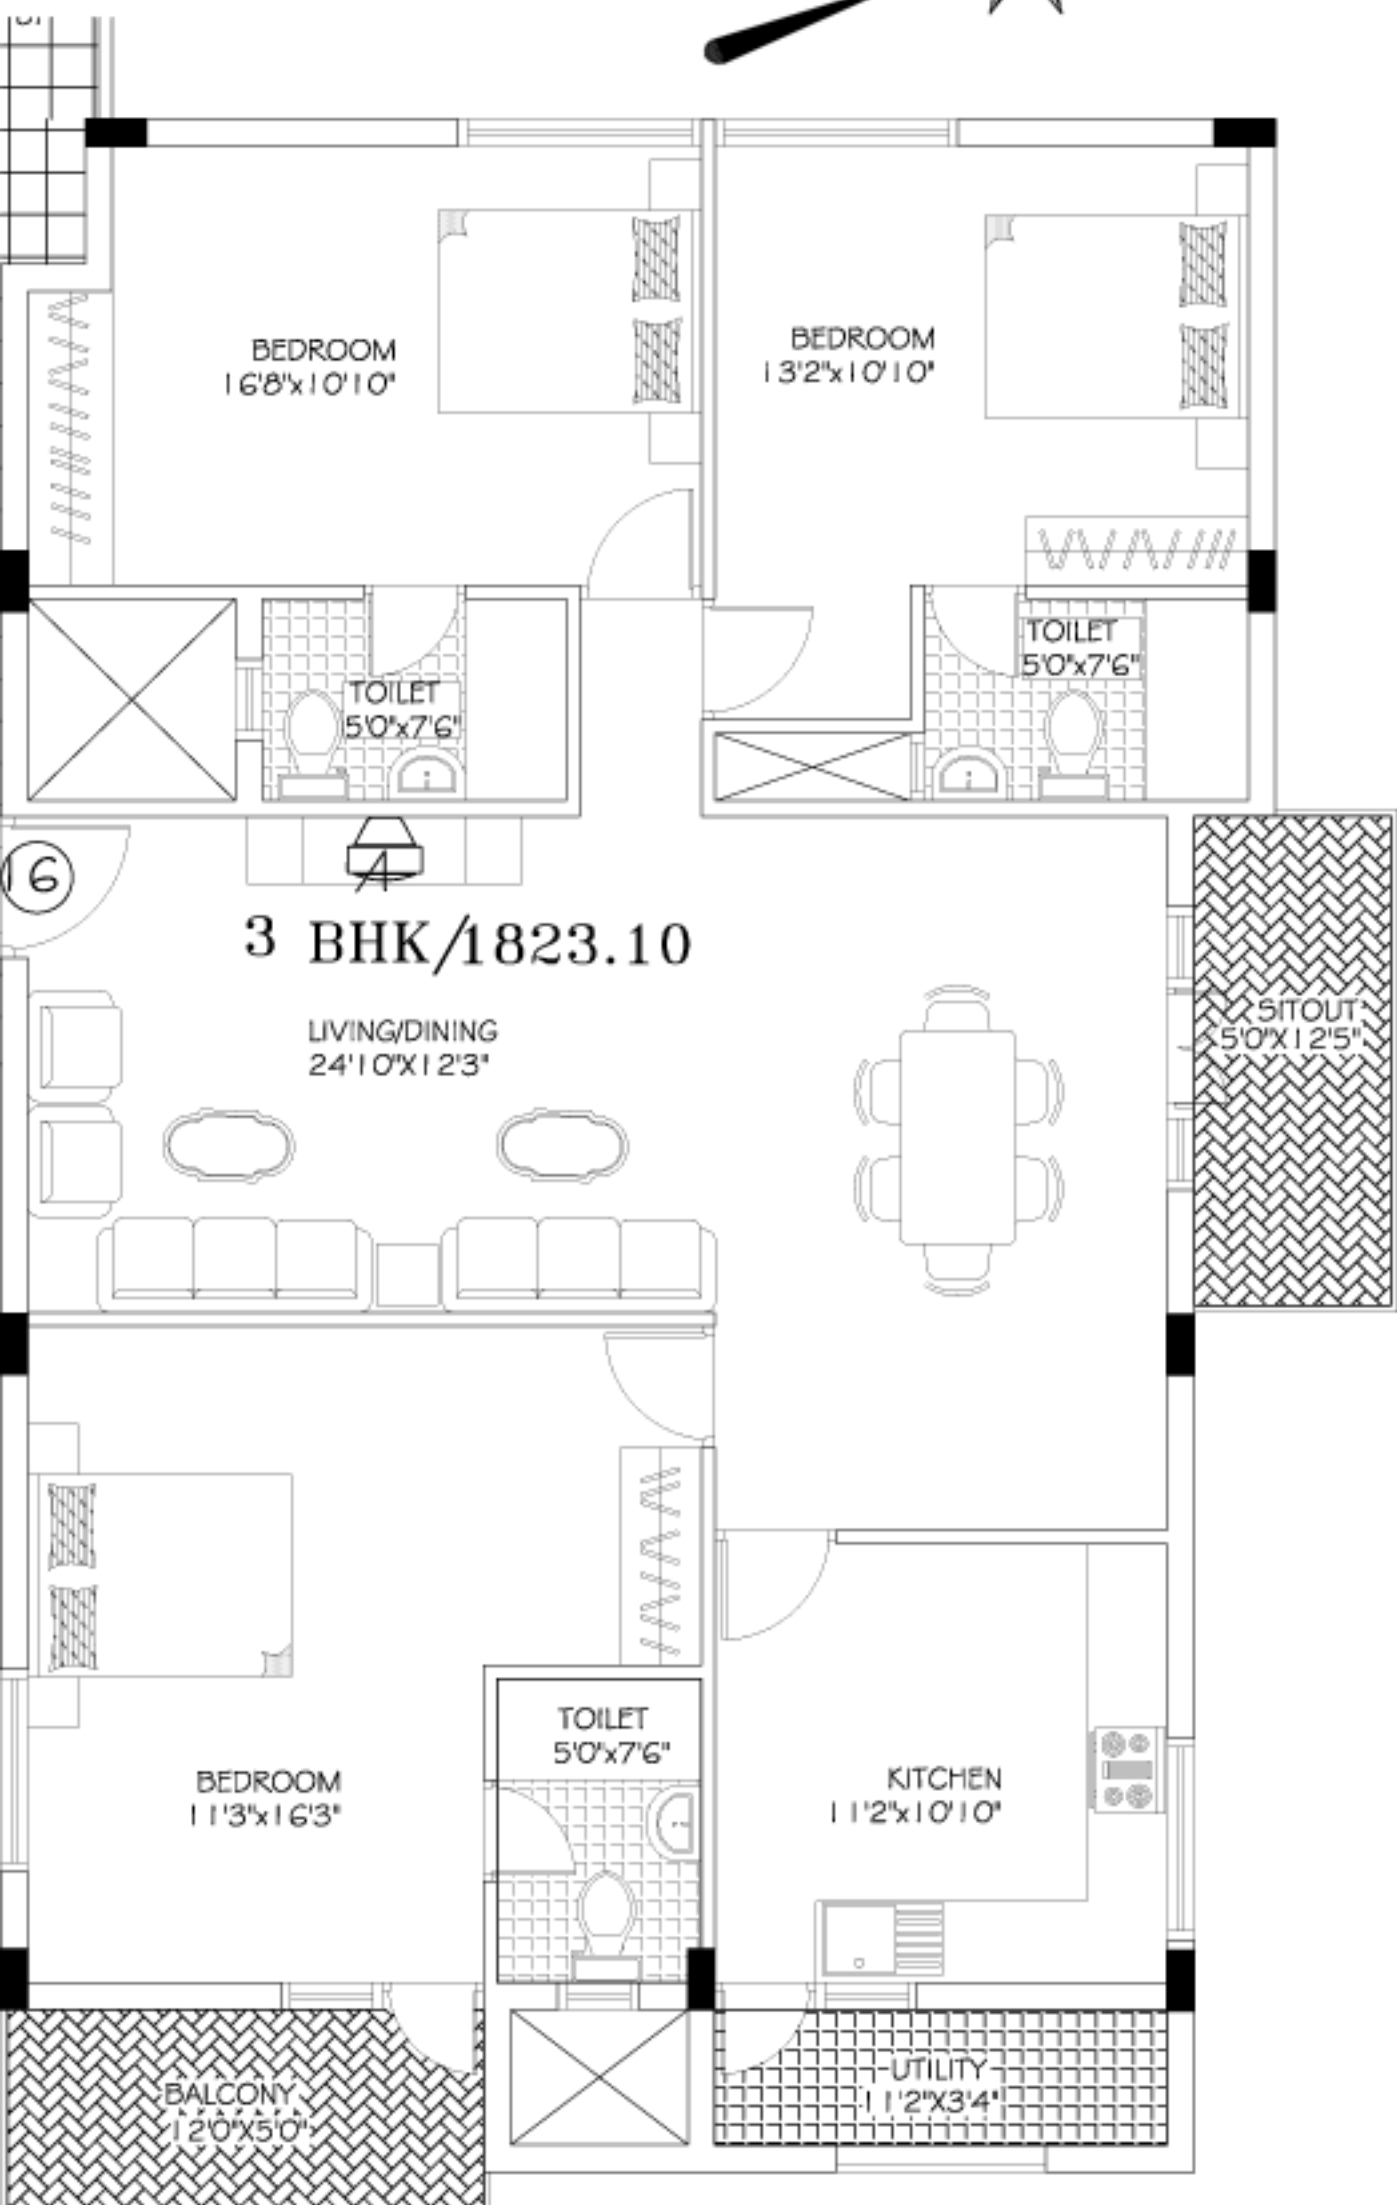 BEDROOM
16'8"x10'10"
BEDROOM
13'2"x10'10"
TOILET
5'0"x7'6"
TOILET
5'0"x7'6"
16
A
3 BHK/1823.10
LIVING/DINING
24'10"X12'3"
SITOUT
5'0"X12'5"
TOILET
5'0"x7'6"
BEDROOM
11'3"x16'3"
KITCHEN
11'2"x10'10"
UTILITY
11'2"X3'4"
BALCONY
12'0"X5'0"